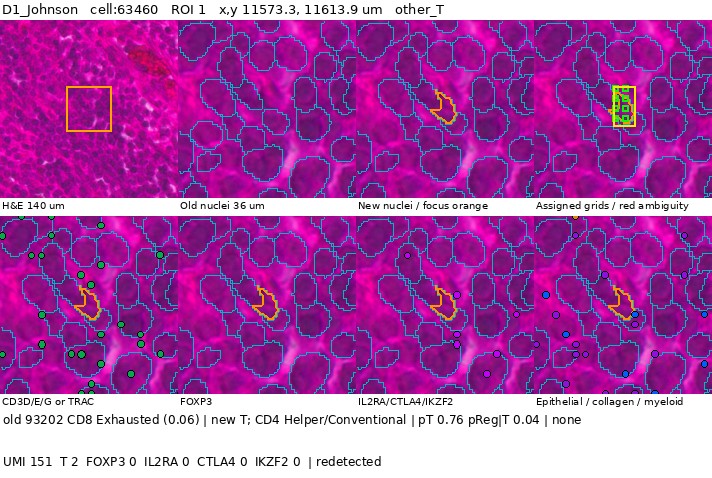 D1_Johnson cell:63460 ROI 1 x,y 11573.3, 11613.9 um other_T
H&E 140 um
Old nuclei 36 um
New nuclei / focus orange
Assigned grids / red ambiguity
CD3D/E/G or TRAC
FOXP3
IL2RA/CTLA4/IKZF2
Epithelial / collagen / myeloid
old 93202 CD8 Exhausted (0.06) | new T; CD4 Helper/Conventional | pT 0.76 pReg|T 0.04 | none
UMI 151 T 2 FOXP3 0 IL2RA 0 CTLA4 0 IKZF2 0 | redetected